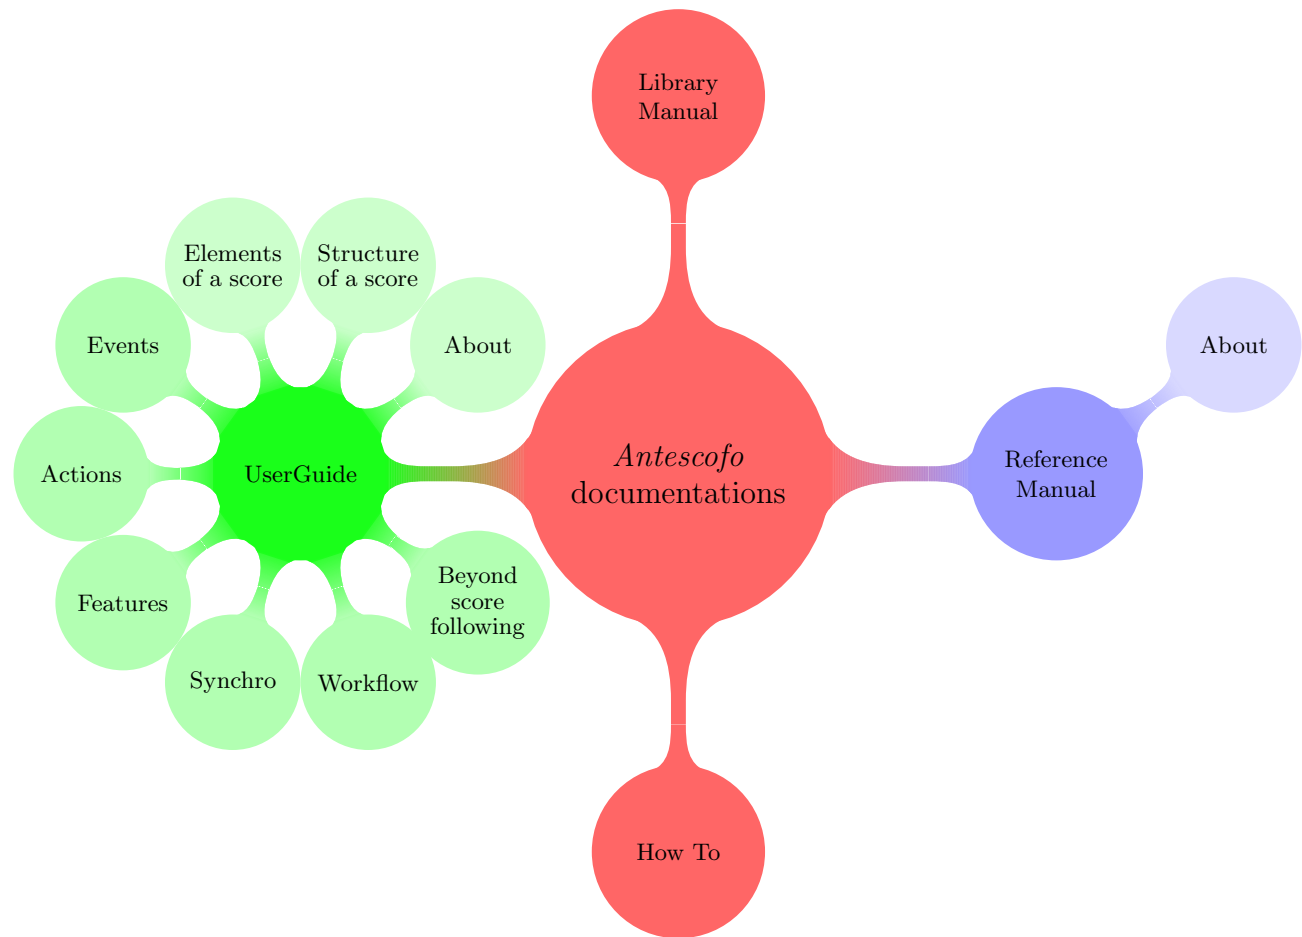 Library
Manual
Elements
of a score
Structure
of a score
Events
About
About
Actions
UserGuide
Antescofo
documentations
Reference
Manual
Features
Beyond
score
following
Synchro
Workflow
How To